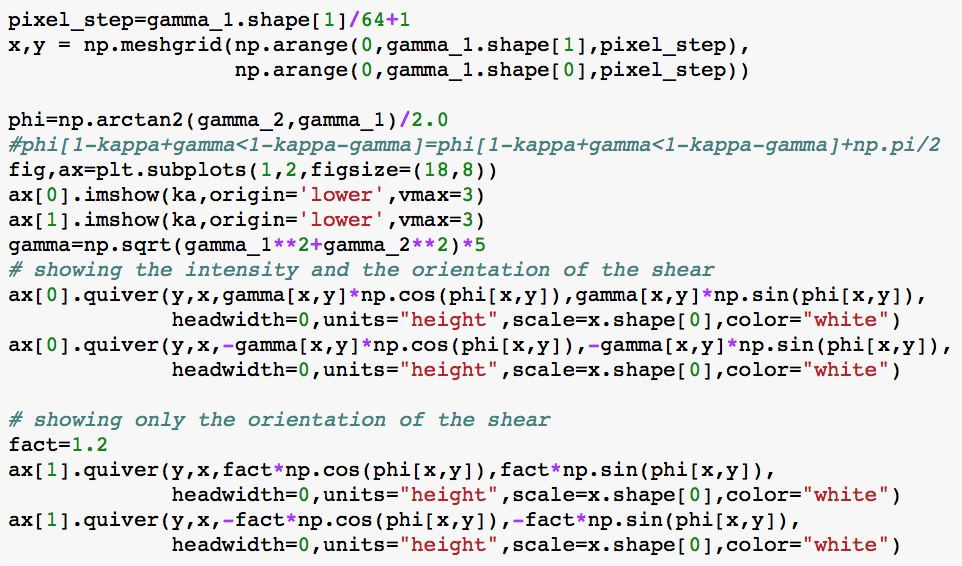 pixel_step=gamma_1.shape[1]/64+1
x,y = np.meshgrid(np.arange(0,gamma_1.shape[1],pixel_step),
                  np.arange(0,gamma_1.shape[0],pixel_step))

phi=np.arctan2(gamma_2,gamma_1)/2.0
#phi[1-kappa+gamma<1-kappa-gamma]=phi[1-kappa+gamma<1-kappa-gamma]+np.pi/2
fig,ax=plt.subplots(1,2,figsize=(18,8))
ax[0].imshow(ka,origin='lower',vmax=3)
ax[1].imshow(ka,origin='lower',vmax=3)
gamma=np.sqrt(gamma_1**2+gamma_2**2)*5
# showing the intensity and the orientation of the shear
ax[0].quiver(y,x,gamma[x,y]*np.cos(phi[x,y]),gamma[x,y]*np.sin(phi[x,y]),
             headwidth=0,units="height",scale=x.shape[0],color="white")
ax[0].quiver(y,x,-gamma[x,y]*np.cos(phi[x,y]),-gamma[x,y]*np.sin(phi[x,y]),
             headwidth=0,units="height",scale=x.shape[0],color="white")

# showing only the orientation of the shear
fact=1.2
ax[1].quiver(y,x,fact*np.cos(phi[x,y]),fact*np.sin(phi[x,y]),
             headwidth=0,units="height",scale=x.shape[0],color="white")
ax[1].quiver(y,x,-fact*np.cos(phi[x,y]),-fact*np.sin(phi[x,y]),
             headwidth=0,units="height",scale=x.shape[0],color="white")